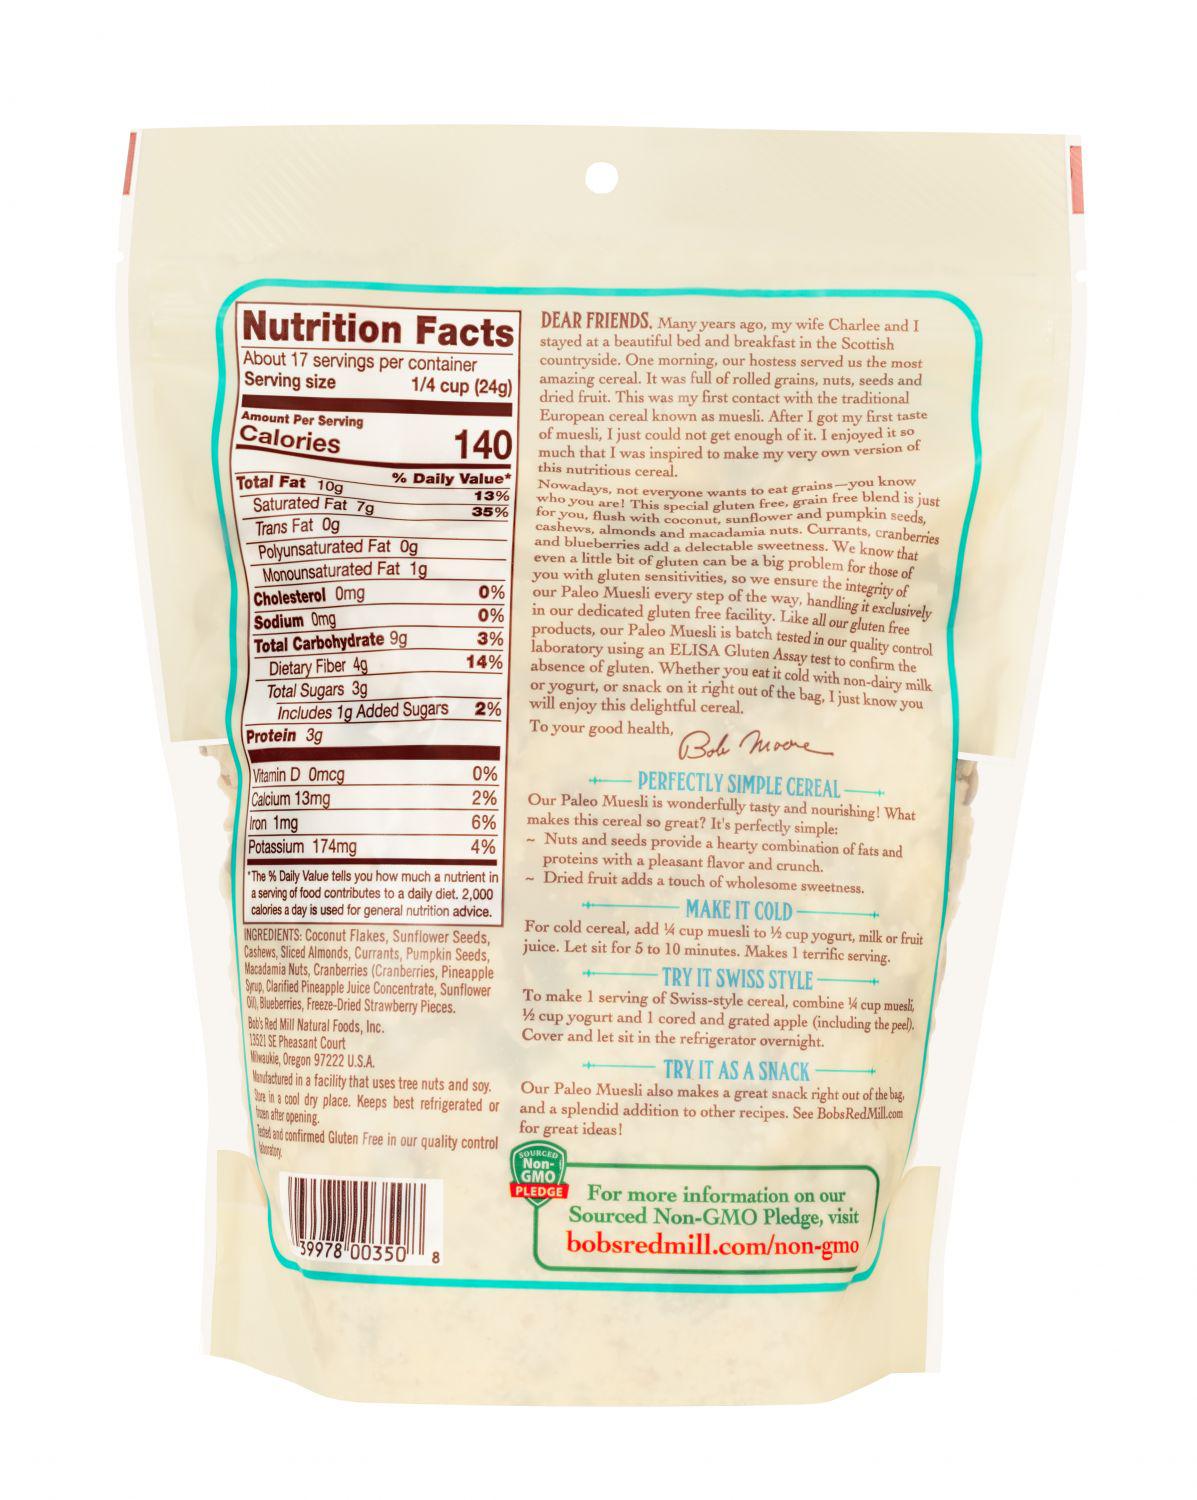 Nutrition Facts
About 17 servings per container
Serving size 1/4 cup (24g)
Amount Per Serving
Calories 140
% Daily Value*
Total Fat 10g 13%
Saturated Fat 7g 35%
Trans Fat 0g
Polyunsaturated Fat 0g
Monounsaturated Fat 1g
Cholesterol 0mg 0%
Sodium 0mg 0%
Total Carbohydrate 9g 3%
Dietary Fiber 4g 14%
Total Sugars 3g
Includes 1g Added Sugars 2%
Protein 3g
Vitamin D 0mcg 0%
Calcium 13mg 2%
Iron 1mg 6%
Potassium 174mg 4%
*The % Daily Value tells you how much a nutrient in
a serving of food contributes to a daily diet. 2,000
calories a day is used for general nutrition advice.
INGREDIENTS: Coconut Flakes, Sunflower Seeds,
Cashews, Sliced Almonds, Currants, Pumpkin Seeds,
Macadamia Nuts, Cranberries (Cranberries, Pineapple
Syrup, Clarified Pineapple Juice Concentrate, Sunflower
Oil), Blueberries, Freeze-Dried Strawberry Pieces.
Bob's Red Mill Natural Foods, Inc.
13521 SE Pheasant Court
Milwaukie, Oregon 97222 U.S.A.
Manufactured in a facility that uses tree nuts and soy.
Store in a cool dry place. Keeps best refrigerated or
frozen after opening.
Tested and confirmed Gluten Free in our quality control
laboratory.
39978 00350 8
DEAR FRIENDS, Many years ago, my wife Charlee and I
stayed at a beautiful bed and breakfast in the Scottish
countryside. One morning, our hostess served us the most
amazing cereal. It was full of rolled grains, nuts, seeds and
dried fruit. This was my first contact with the traditional
European cereal known as muesli. After I got my first taste
of muesli, I just could not get enough of it. I enjoyed it so
much that I was inspired to make my very own version of
this nutritious cereal.
Nowadays, not everyone wants to eat grains—you know
who you are! This special gluten free, grain free blend is just
for you, flush with coconut, sunflower and pumpkin seeds,
cashews, almonds and macadamia nuts. Currants, cranberries
and blueberries add a delectable sweetness. We know that
even a little bit of gluten can be a big problem for those of
you with gluten sensitivities, so we ensure the integrity of
our Paleo Muesli every step of the way, handling it exclusively
in our dedicated gluten free facility. Like all our gluten free
products, our Paleo Muesli is batch tested in our quality control
laboratory using an ELISA Gluten Assay test to confirm the
absence of gluten. Whether you eat it cold with non-dairy milk
or yogurt, or snack on it right out of the bag, I just know you
will enjoy this delightful cereal.
To your good health,
Bob Moore
PERFECTLY SIMPLE CEREAL
Our Paleo Muesli is wonderfully tasty and nourishing! What
makes this cereal so great? It's perfectly simple:
~ Nuts and seeds provide a hearty combination of fats and
proteins with a pleasant flavor and crunch.
~ Dried fruit adds a touch of wholesome sweetness.
MAKE IT COLD
For cold cereal, add ¼ cup muesli to ½ cup yogurt, milk or fruit
juice. Let sit for 5 to 10 minutes. Makes 1 terrific serving.
TRY IT SWISS STYLE
To make 1 serving of Swiss-style cereal, combine ¼ cup muesli,
½ cup yogurt and 1 cored and grated apple (including the peel).
Cover and let sit in the refrigerator overnight.
TRY IT AS A SNACK
Our Paleo Muesli also makes a great snack right out of the bag,
and a splendid addition to other recipes. See BobsRedMill.com
for great ideas!
SOURCED
Non-
GMO
PLEDGE
For more information on our
Sourced Non-GMO Pledge, visit
bobsredmill.com/non-gmo